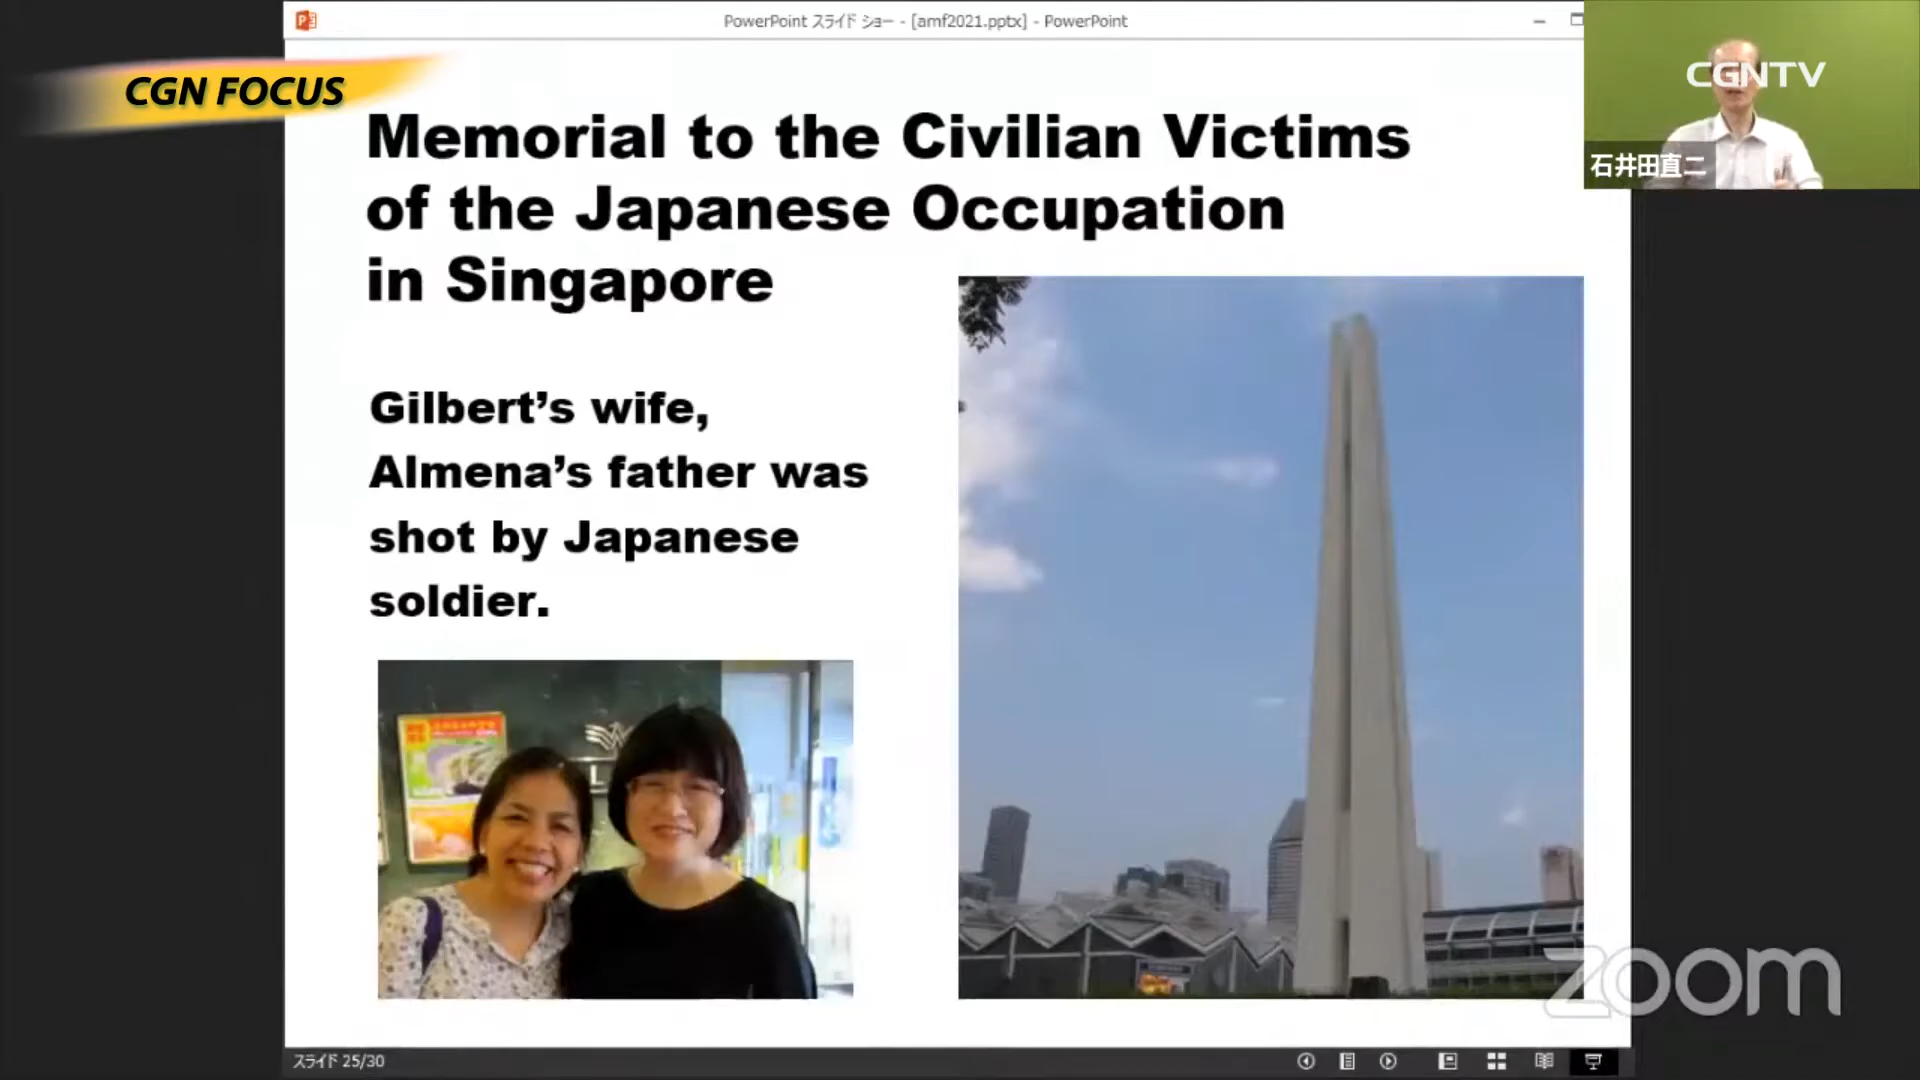 PowerPoint スライド ショー - [amf2021.pptx] - PowerPoint
CGN FOCUS
CGNTV
石井田直二
Memorial to the Civilian Victims
of the Japanese Occupation
in Singapore
Gilbert’s wife,
Almena’s father was
shot by Japanese
soldier.
zoom
スライド 25/30